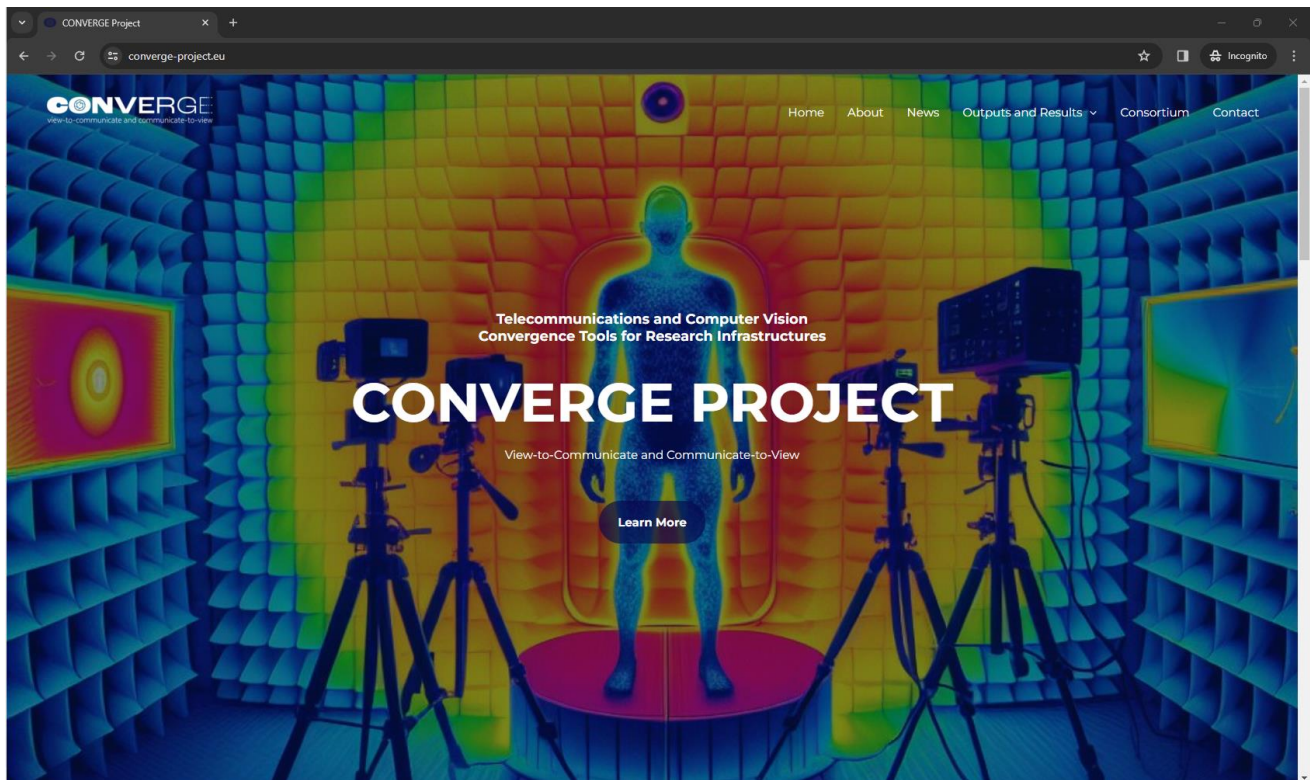 CONVERGE Project
converge-project.eu
Incognito
CONVERGE
view-to-communicate and communicate-to-view
Home About News Outputs and Results Consortium Contact
Telecommunications and Computer Vision
Convergence Tools for Research Infrastructures
CONVERGE PROJECT
View-to-Communicate and Communicate-to-View
Learn More